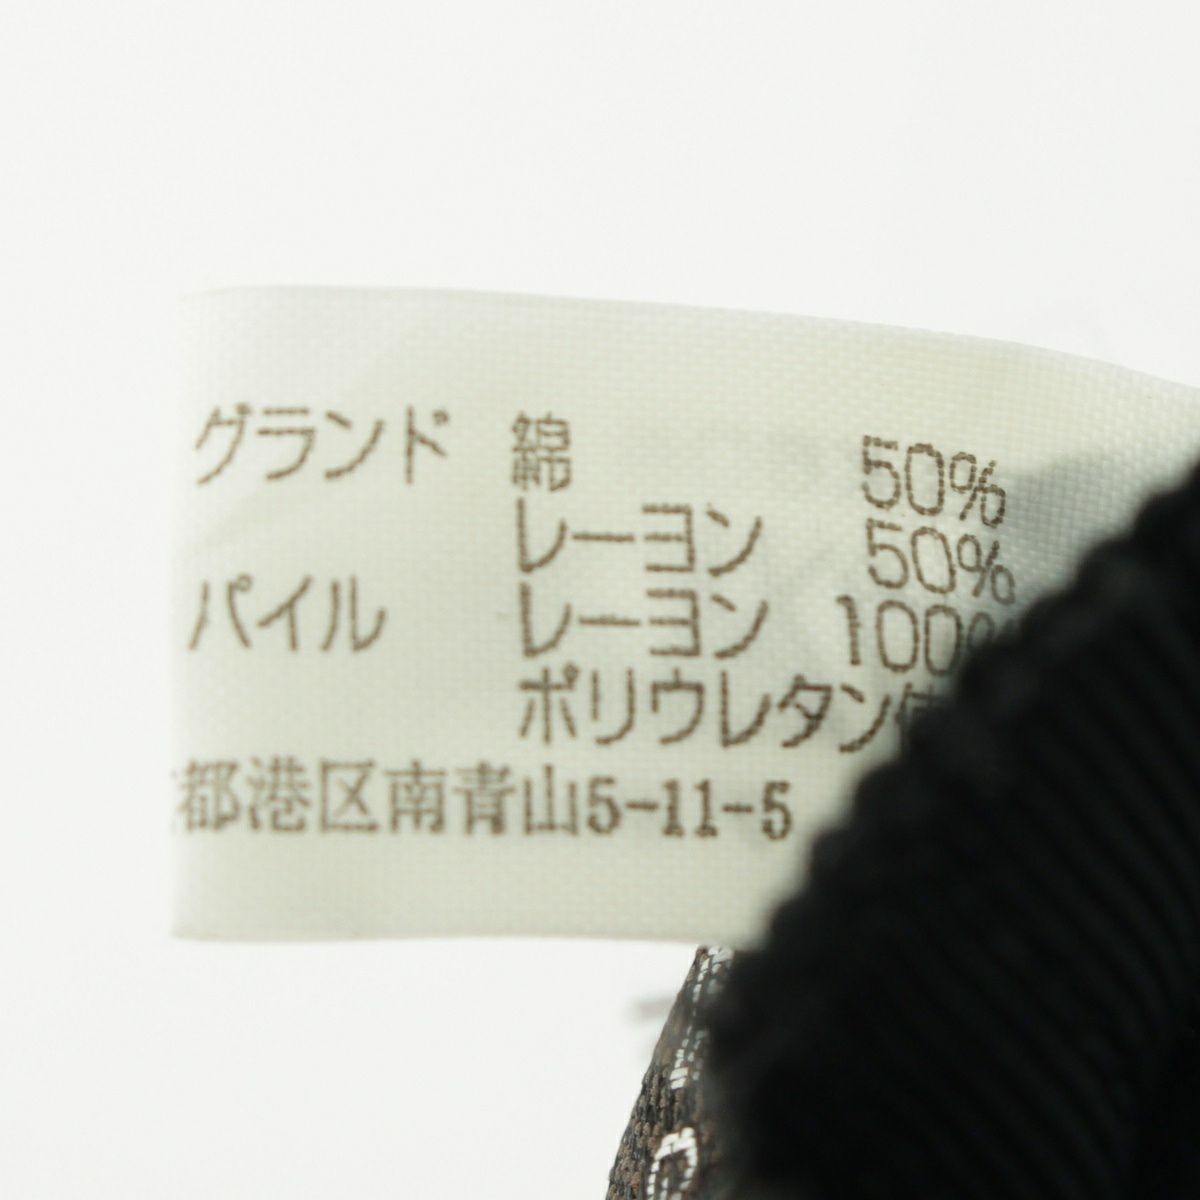 グランド 綿 50%
レーヨン 50%
パイル レーヨン 100%
ポリウレタン使
都港区南青山5-11-5